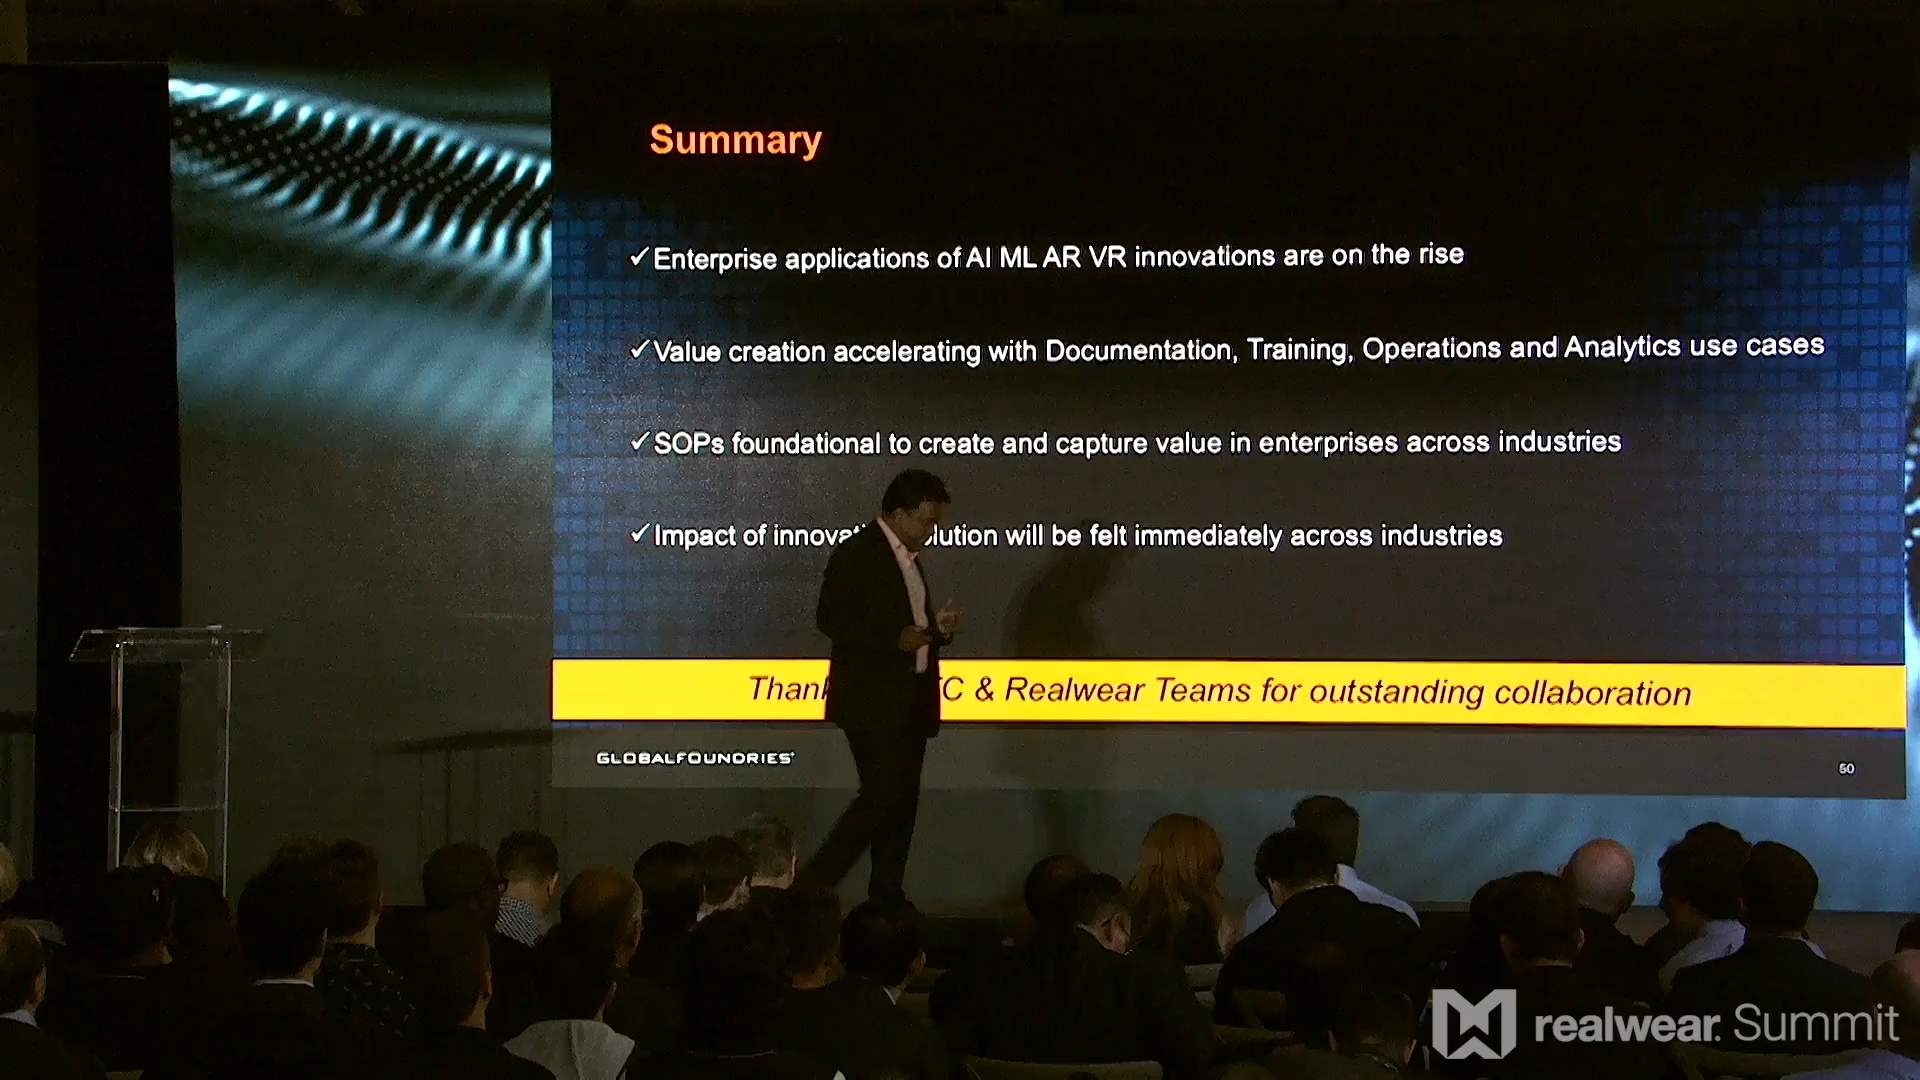 Summary
✓Enterprise applications of AI ML AR VR innovations are on the rise
✓Value creation accelerating with Documentation, Training, Operations and Analytics use cases
✓SOPs foundational to create and capture value in enterprises across industries
✓Impact of will be felt immediately across industries
& Realwear Teams for outstanding collaboration
GLOBALFOUNDRIES
50
realwear. Summit